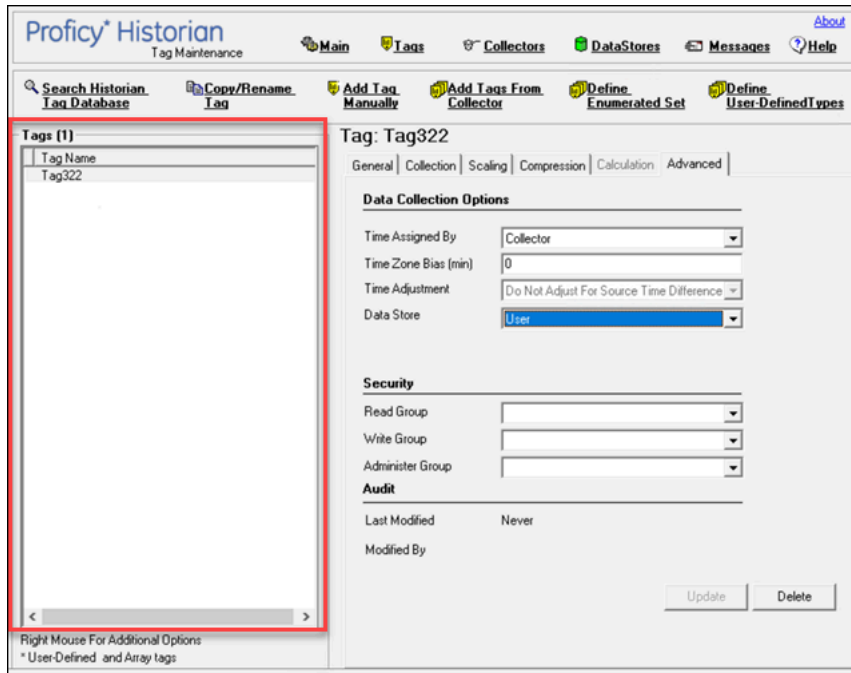 About
Proficy* Historian
Tag Maintenance
Main
Tags
Collectors
DataStores
Messages
Help
Search Historian
Tag Database
Copy/Rename
Tag
Add Tag
Manually
Add Tags From
Collector
Define
Enumerated Set
Define
User-DefinedTypes
Tags (1)
Tag Name
Tag322
Tag: Tag322
General
Collection
Scaling
Compression
Calculation
Advanced
Data Collection Options
Time Assigned By Collector
Time Zone Bias (min) 0
Time Adjustment Do Not Adjust For Source Time Difference
Data Store User
Security
Read Group
Write Group
Administer Group
Audit
Last Modified Never
Modified By
Update Delete
Right Mouse For Additional Options
* User-Defined and Array tags